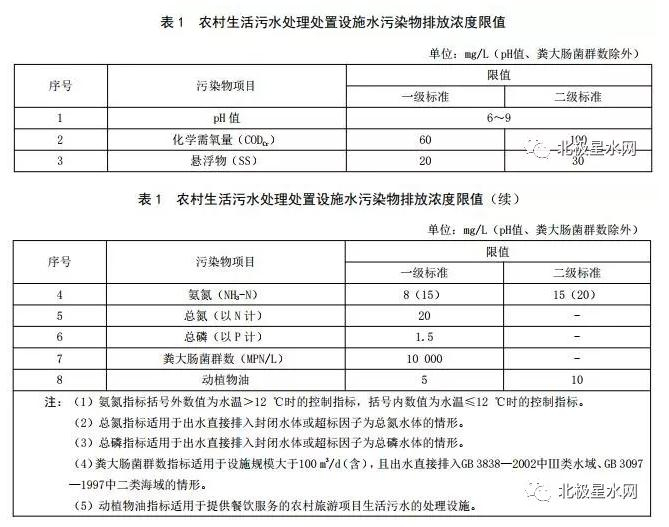 表1 农村生活污水处理处置设施水污染物排放浓度限值
单位：mg/L（pH值、粪大肠菌群数除外）
序号 污染物项目 限值
一级标准 二级标准
1 pH值 6～9
2 化学需氧量（CODCr） 60 100
3 悬浮物（SS） 20 30
北极星水网
表1 农村生活污水处理处置设施水污染物排放浓度限值（续）
单位：mg/L（pH值、粪大肠菌群数除外）
序号 污染物项目 限值
一级标准 二级标准
4 氨氮（NH₃-N） 8（15） 15（20）
5 总氮（以N计） 20 -
6 总磷（以P计） 1.5 -
7 粪大肠菌群数（MPN/L） 10 000 -
8 动植物油 5 10
注：（1）氨氮指标括号外数值为水温＞12 ℃时的控制指标，括号内数值为水温≤12 ℃时的控制指标。
（2）总氮指标适用于出水直接排入封闭水体或超标因子为总氮水体的情形。
（3）总磷指标适用于出水直接排入封闭水体或超标因子为总磷水体的情形。
（4）粪大肠菌群数指标适用于设施规模大于100 m³/d（含），且出水直接排入GB 3838—2002中Ⅲ类水域、GB 3097
—1997中二类海域的情形。
（5）动植物油指标适用于提供餐饮服务的农村旅游项目生活污水的处理设施。
北极星水网